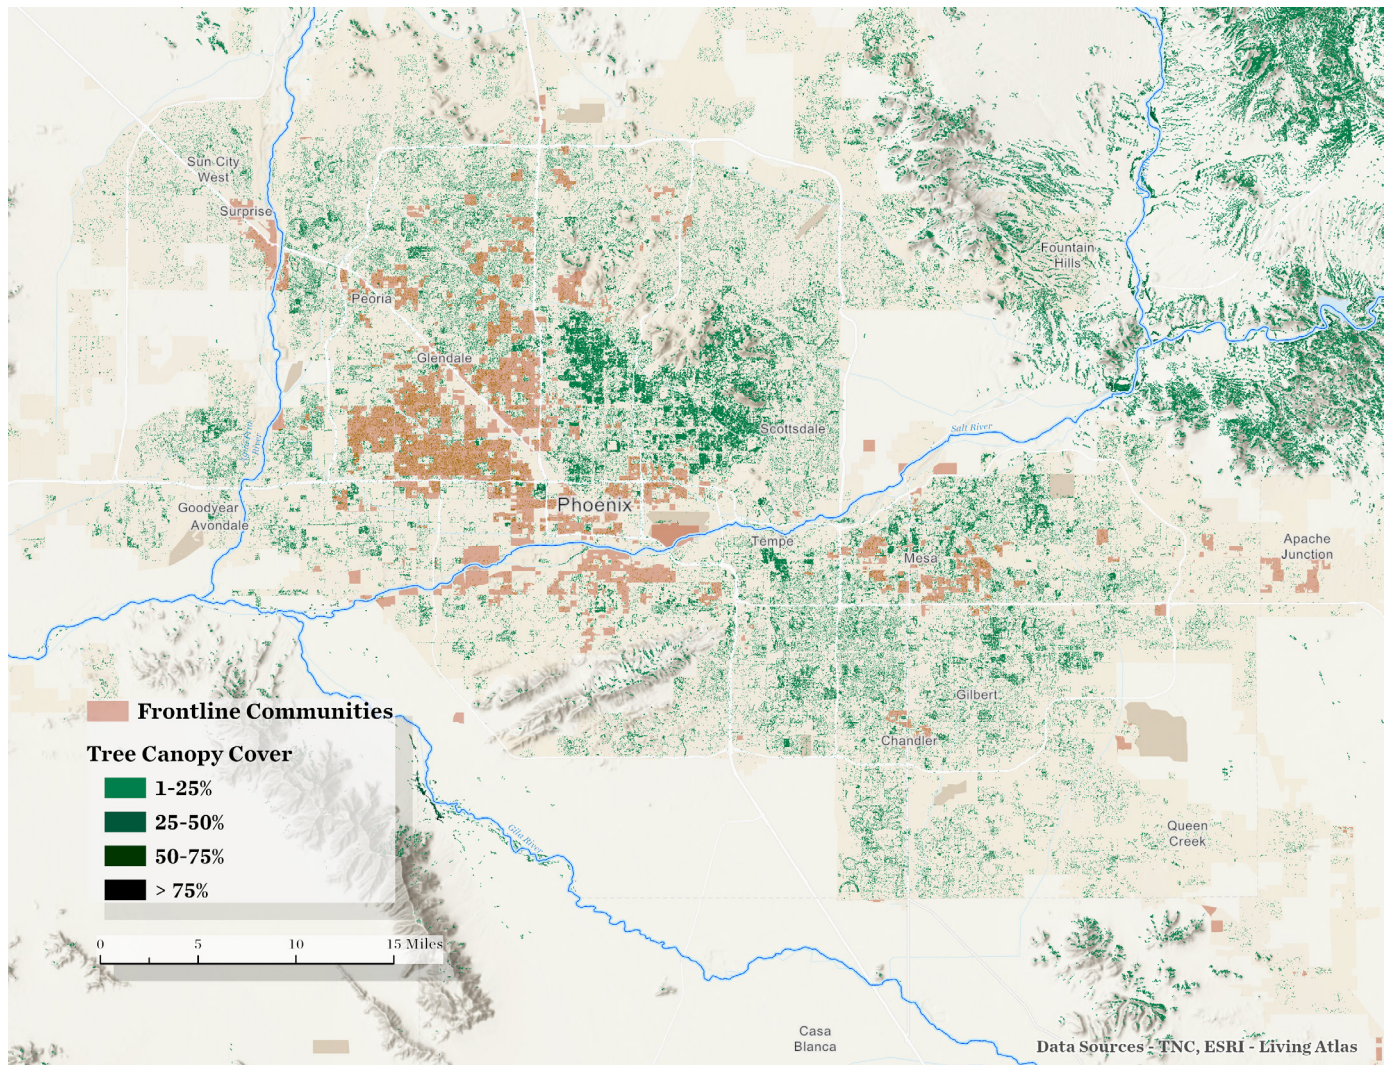 Sun City
West
Surprise
Fountain
Hills
Peoria
Glendale
Scottsdale
Salt River
River
Goodyear
Phoenix
Avondale
Tempe
Mesa
Apache
Junction
Gilbert
Chandler
Frontline Communities
Tree Canopy Cover
1-25%
25-50%
50-75%
> 75%
Gila River
Queen
Creek
0 5 10 15 Miles
Casa
Blanca
Data Sources - TNC, ESRI - Living Atlas